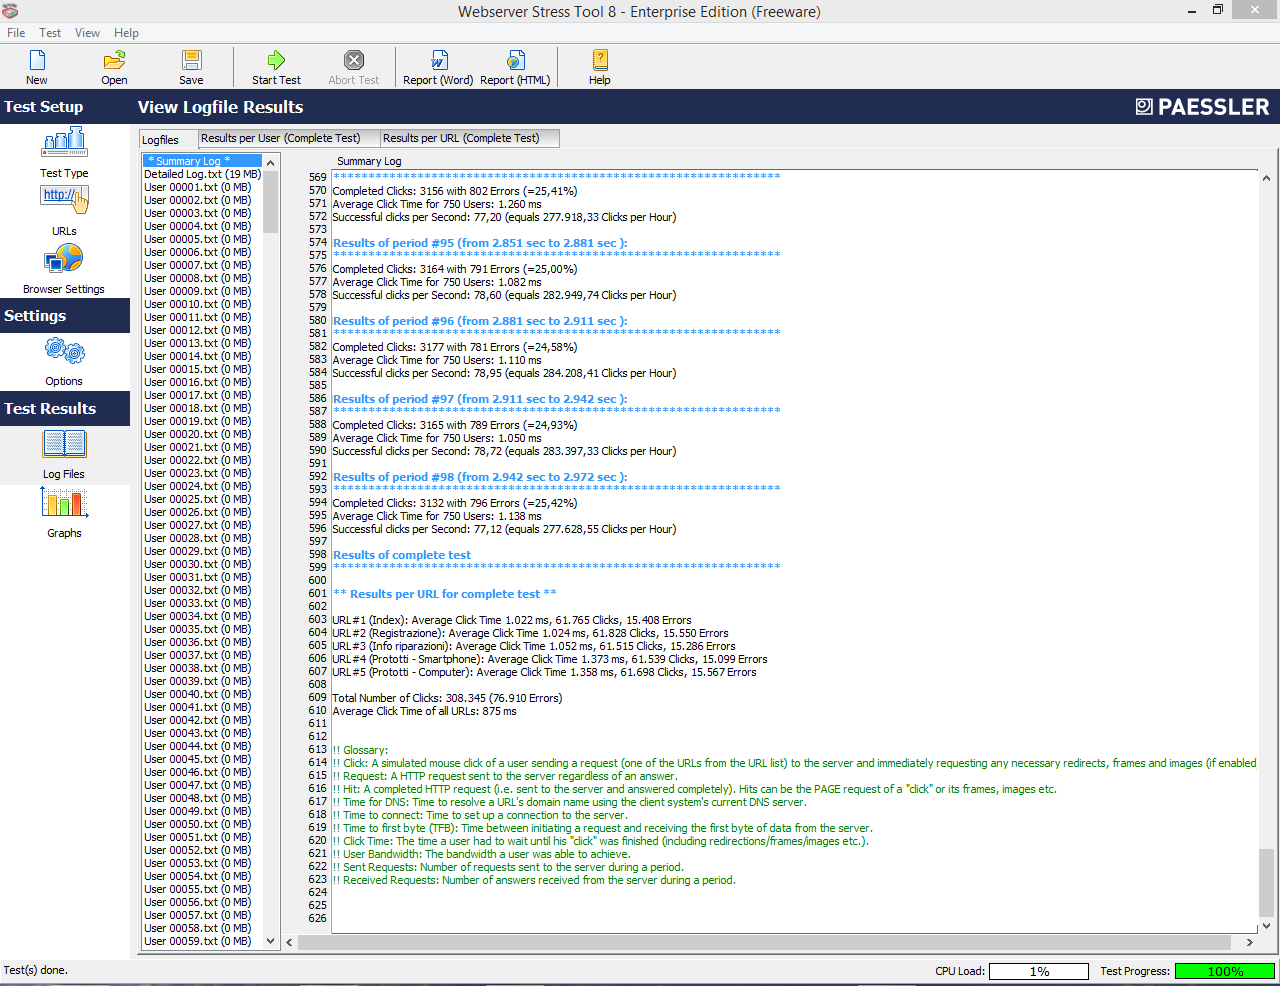 Webserver Stress Tool 8 - Enterprise Edition (Freeware)
File Test View Help
New Open Save Start Test Abort Test Report (Word) Report (HTML) Help
Test Setup
View Logfile Results
PAESSLER
Test Type
http://
URLs
Browser Settings
Settings
Options
Test Results
Log Files
Graphs
Logfiles Results per User (Complete Test) Results per URL (Complete Test)
* Summary Log *
Detailed Log.txt (19 MB)
User 00001.txt (0 MB)
User 00002.txt (0 MB)
User 00003.txt (0 MB)
User 00004.txt (0 MB)
User 00005.txt (0 MB)
User 00006.txt (0 MB)
User 00007.txt (0 MB)
User 00008.txt (0 MB)
User 00009.txt (0 MB)
User 00010.txt (0 MB)
User 00011.txt (0 MB)
User 00012.txt (0 MB)
User 00013.txt (0 MB)
User 00014.txt (0 MB)
User 00015.txt (0 MB)
User 00016.txt (0 MB)
User 00017.txt (0 MB)
User 00018.txt (0 MB)
User 00019.txt (0 MB)
User 00020.txt (0 MB)
User 00021.txt (0 MB)
User 00022.txt (0 MB)
User 00023.txt (0 MB)
User 00024.txt (0 MB)
User 00025.txt (0 MB)
User 00026.txt (0 MB)
User 00027.txt (0 MB)
User 00028.txt (0 MB)
User 00029.txt (0 MB)
User 00030.txt (0 MB)
User 00031.txt (0 MB)
User 00032.txt (0 MB)
User 00033.txt (0 MB)
User 00034.txt (0 MB)
User 00035.txt (0 MB)
User 00036.txt (0 MB)
User 00037.txt (0 MB)
User 00038.txt (0 MB)
User 00039.txt (0 MB)
User 00040.txt (0 MB)
User 00041.txt (0 MB)
User 00042.txt (0 MB)
User 00043.txt (0 MB)
User 00044.txt (0 MB)
User 00045.txt (0 MB)
User 00046.txt (0 MB)
User 00047.txt (0 MB)
User 00048.txt (0 MB)
User 00049.txt (0 MB)
User 00050.txt (0 MB)
User 00051.txt (0 MB)
User 00052.txt (0 MB)
User 00053.txt (0 MB)
User 00054.txt (0 MB)
User 00055.txt (0 MB)
User 00056.txt (0 MB)
User 00057.txt (0 MB)
User 00058.txt (0 MB)
User 00059.txt (0 MB)
Summary Log
569 ****************************************************************
570 Completed Clicks: 3156 with 802 Errors (=25,41%)
571 Average Click Time for 750 Users: 1.260 ms
572 Successful clicks per Second: 77,20 (equals 277.918,33 Clicks per Hour)
573
574 Results of period #95 (from 2.851 sec to 2.881 sec ):
575 ****************************************************************
576 Completed Clicks: 3164 with 791 Errors (=25,00%)
577 Average Click Time for 750 Users: 1.082 ms
578 Successful clicks per Second: 78,60 (equals 282.949,74 Clicks per Hour)
579
580 Results of period #96 (from 2.881 sec to 2.911 sec ):
581 ****************************************************************
582 Completed Clicks: 3177 with 781 Errors (=24,58%)
583 Average Click Time for 750 Users: 1.110 ms
584 Successful clicks per Second: 78,95 (equals 284.208,41 Clicks per Hour)
585
586 Results of period #97 (from 2.911 sec to 2.942 sec ):
587 ****************************************************************
588 Completed Clicks: 3165 with 789 Errors (=24,93%)
589 Average Click Time for 750 Users: 1.050 ms
590 Successful clicks per Second: 78,72 (equals 283.397,33 Clicks per Hour)
591
592 Results of period #98 (from 2.942 sec to 2.972 sec ):
593 ****************************************************************
594 Completed Clicks: 3132 with 796 Errors (=25,42%)
595 Average Click Time for 750 Users: 1.138 ms
596 Successful clicks per Second: 77,12 (equals 277.628,55 Clicks per Hour)
597
598 Results of complete test
599 ****************************************************************
600
601 ** Results per URL for complete test **
602
603 URL#1 (Index): Average Click Time 1.022 ms, 61.765 Clicks, 15.408 Errors
604 URL#2 (Registrazione): Average Click Time 1.024 ms, 61.828 Clicks, 15.550 Errors
605 URL#3 (Info riparazioni): Average Click Time 1.052 ms, 61.515 Clicks, 15.286 Errors
606 URL#4 (Prototti - Smartphone): Average Click Time 1.373 ms, 61.539 Clicks, 15.099 Errors
607 URL#5 (Prototti - Computer): Average Click Time 1.358 ms, 61.698 Clicks, 15.567 Errors
608
609 Total Number of Clicks: 308.345 (76.910 Errors)
610 Average Click Time of all URLs: 875 ms
611
612
613 !! Glossary:
614 !! Click: A simulated mouse click of a user sending a request (one of the URLs from the URL list) to the server and immediately requesting any necessary redirects, frames and images (if enabled
615 !! Request: A HTTP request sent to the server regardless of an answer.
616 !! Hit: A completed HTTP request (i.e. sent to the server and answered completely). Hits can be the PAGE request of a "click" or its frames, images etc.
617 !! Time for DNS: Time to resolve a URL's domain name using the client system's current DNS server.
618 !! Time to connect: Time to set up a connection to the server.
619 !! Time to first byte (TFB): Time between initiating a request and receiving the first byte of data from the server.
620 !! Click Time: The time a user had to wait until his "click" was finished (including redirections/frames/images etc.).
621 !! User Bandwidth: The bandwidth a user was able to achieve.
622 !! Sent Requests: Number of requests sent to the server during a period.
623 !! Received Requests: Number of answers received from the server during a period.
624
625
626
Test(s) done.
CPU Load: 1% Test Progress: 100%